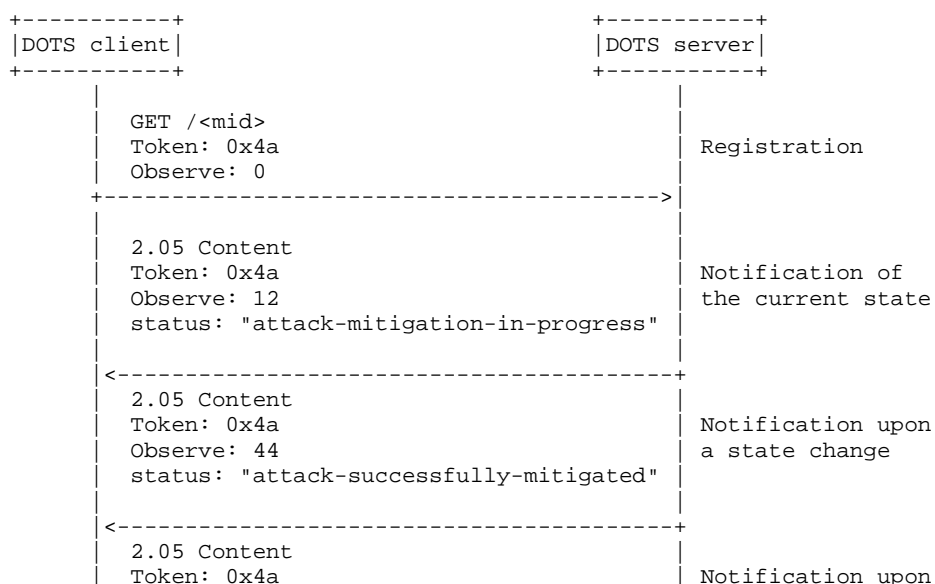 +-----------+                              +-----------+
|DOTS client|                              |DOTS server|
+-----------+                              +-----------+
      |                                          |
      |  GET /<mid>                              |
      |  Token: 0x4a                             | Registration
      |  Observe: 0                              |
      +----------------------------------------->|
      |                                          |
      |  2.05 Content                            |
      |  Token: 0x4a                             | Notification of
      |  Observe: 12                             | the current state
      |  status: "attack-mitigation-in-progress" |
      |                                          |
      |<-----------------------------------------+
      |  2.05 Content                            |
      |  Token: 0x4a                             | Notification upon
      |  Observe: 44                             | a state change
      |  status: "attack-successfully-mitigated" |
      |                                          |
      |<-----------------------------------------+
      |  2.05 Content                            |
      |  Token: 0x4a                             | Notification upon